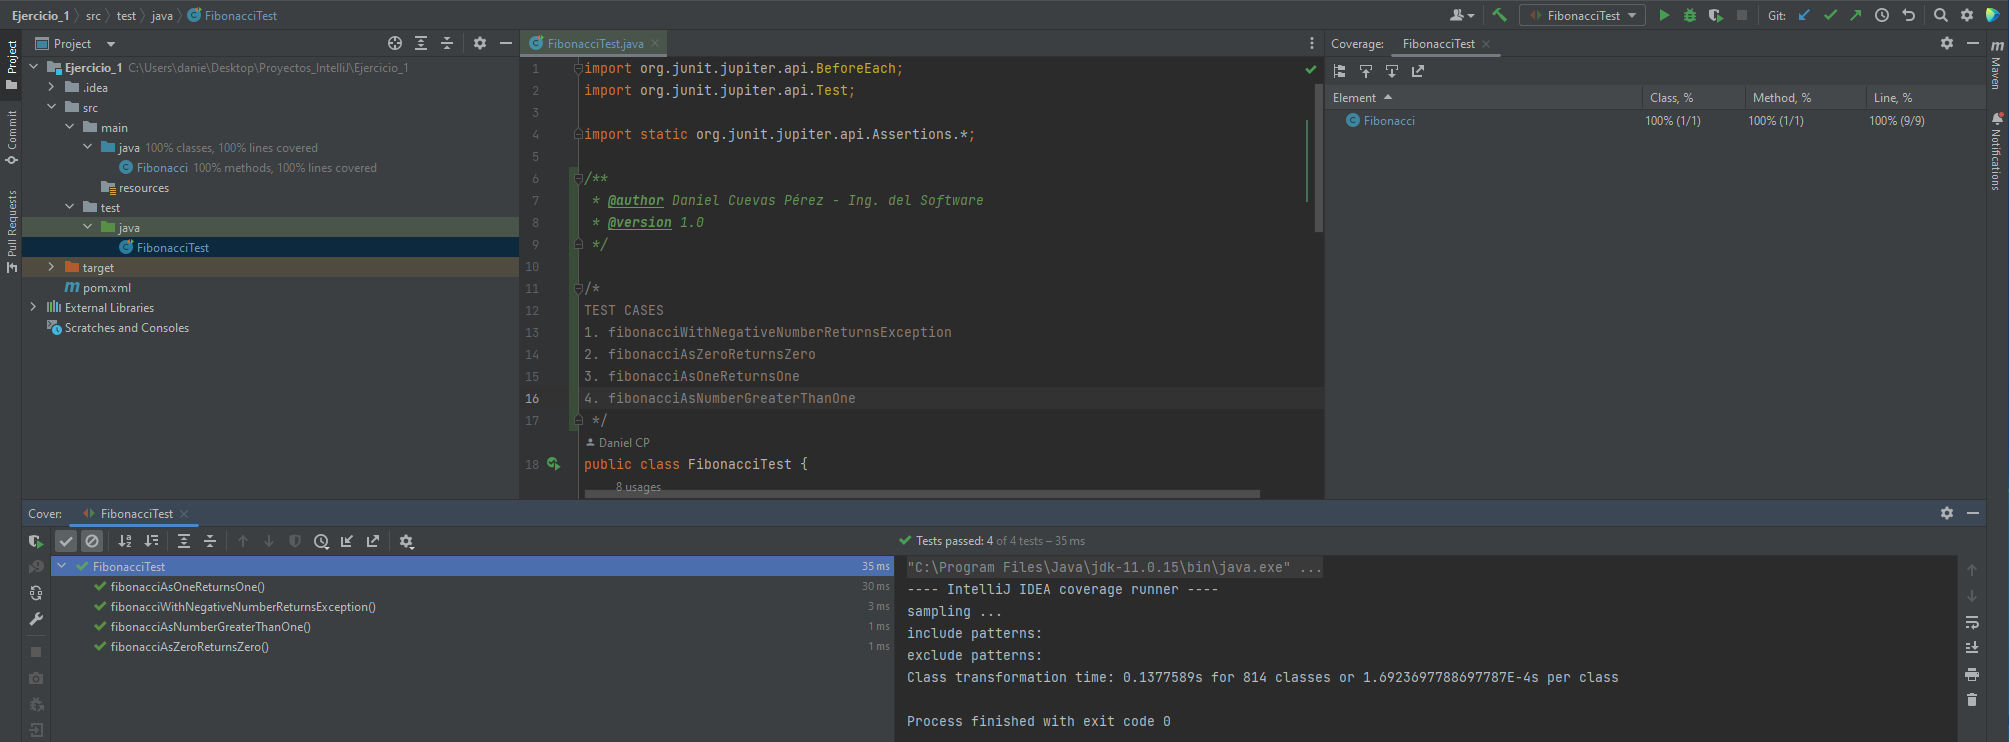 Ejercicio_1 src test java FibonacciTest
FibonacciTest Git:
Project
Commit
Pull Requests
Project
Ejercicio_1 C:\Users\danie\Desktop\Proyectos_IntelliJ\Ejercicio_1
.idea
src
main
java 100% classes, 100% lines covered
Fibonacci 100% methods, 100% lines covered
resources
test
java
FibonacciTest
target
pom.xml
External Libraries
Scratches and Consoles
FibonacciTest.java
1 import org.junit.jupiter.api.BeforeEach;
2 import org.junit.jupiter.api.Test;
3
4 import static org.junit.jupiter.api.Assertions.*;
5
6 /**
7 * @author Daniel Cuevas Pérez - Ing. del Software
8 * @version 1.0
9 */
10
11 /*
12 TEST CASES
13 1. fibonacciWithNegativeNumberReturnsException
14 2. fibonacciAsZeroReturnsZero
15 3. fibonacciAsOneReturnsOne
16 4. fibonacciAsNumberGreaterThanOne
17 */
Daniel CP
18 public class FibonacciTest {
8 usages
Coverage: FibonacciTest
Element Class, % Method, % Line, %
Fibonacci 100% (1/1) 100% (1/1) 100% (9/9)
m Maven
Notifications
Cover: FibonacciTest
Tests passed: 4 of 4 tests – 35 ms
FibonacciTest 35 ms
fibonacciAsOneReturnsOne() 30 ms
fibonacciWithNegativeNumberReturnsException() 3 ms
fibonacciAsNumberGreaterThanOne() 1 ms
fibonacciAsZeroReturnsZero() 1 ms
"C:\Program Files\Java\jdk-11.0.15\bin\java.exe" ...
---- IntelliJ IDEA coverage runner ----
sampling ...
include patterns:
exclude patterns:
Class transformation time: 0.1377589s for 814 classes or 1.6923697788697787E-4s per class
Process finished with exit code 0